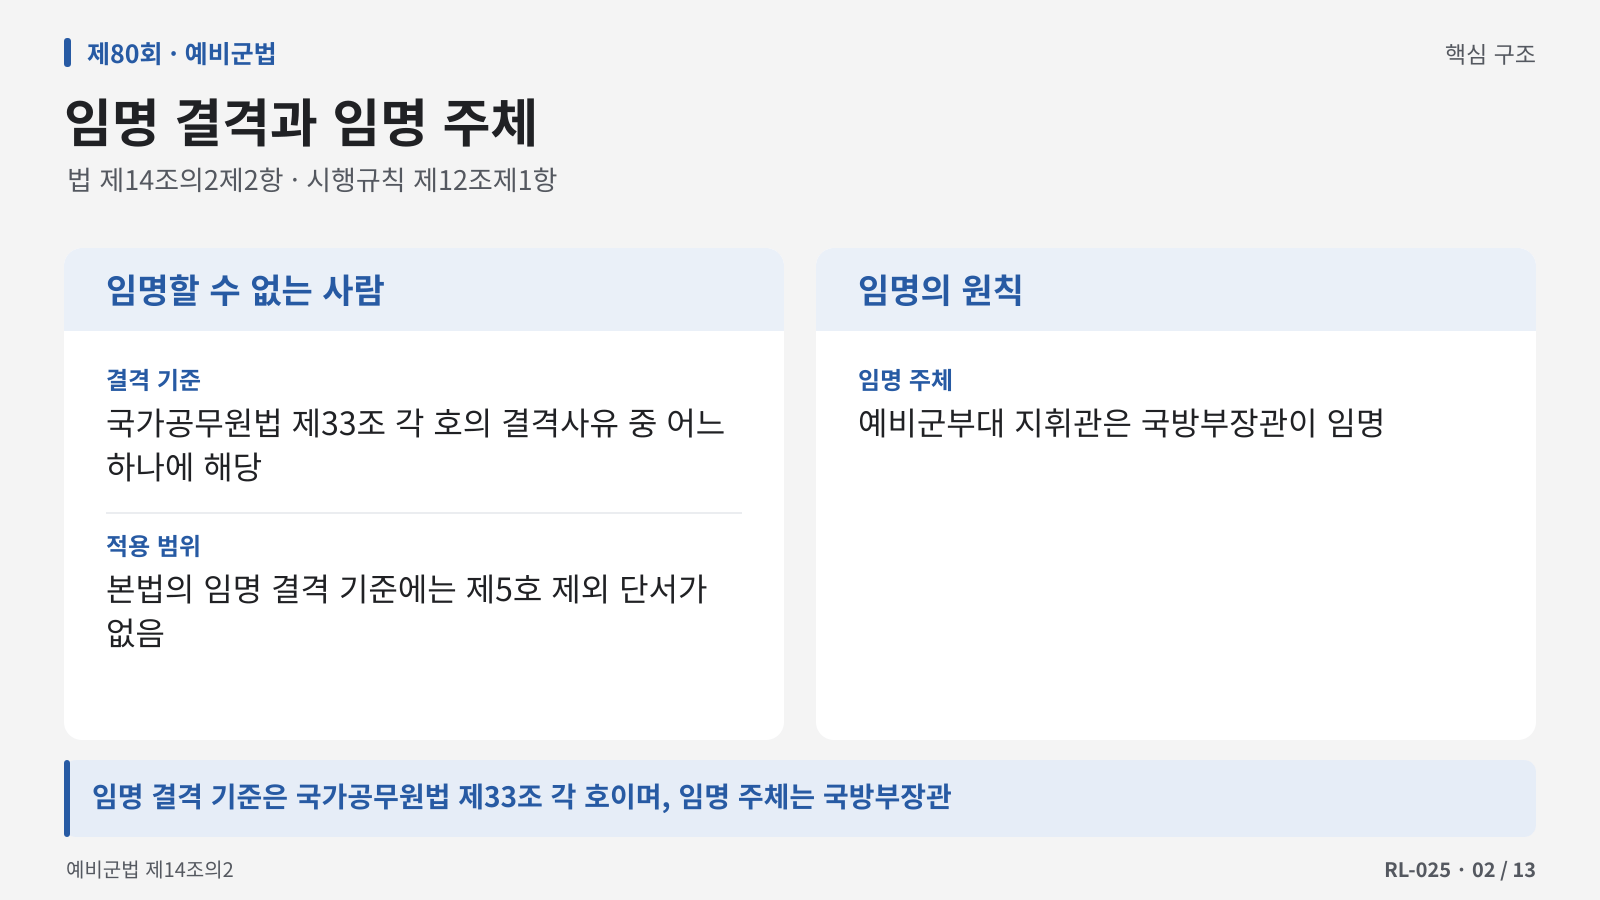 제80회 · 예비군법
핵심 구조
임명 결격과 임명 주체
법 제14조의2제2항 · 시행규칙 제12조제1항
임명할 수 없는 사람
결격 기준
국가공무원법 제33조 각 호의 결격사유 중 어느
하나에 해당
적용 범위
본법의 임명 결격 기준에는 제5호 제외 단서가
없음
임명의 원칙
임명 주체
예비군부대 지휘관은 국방부장관이 임명
임명 결격 기준은 국가공무원법 제33조 각 호이며, 임명 주체는 국방부장관
예비군법 제14조의2
RL-025 · 02 / 13